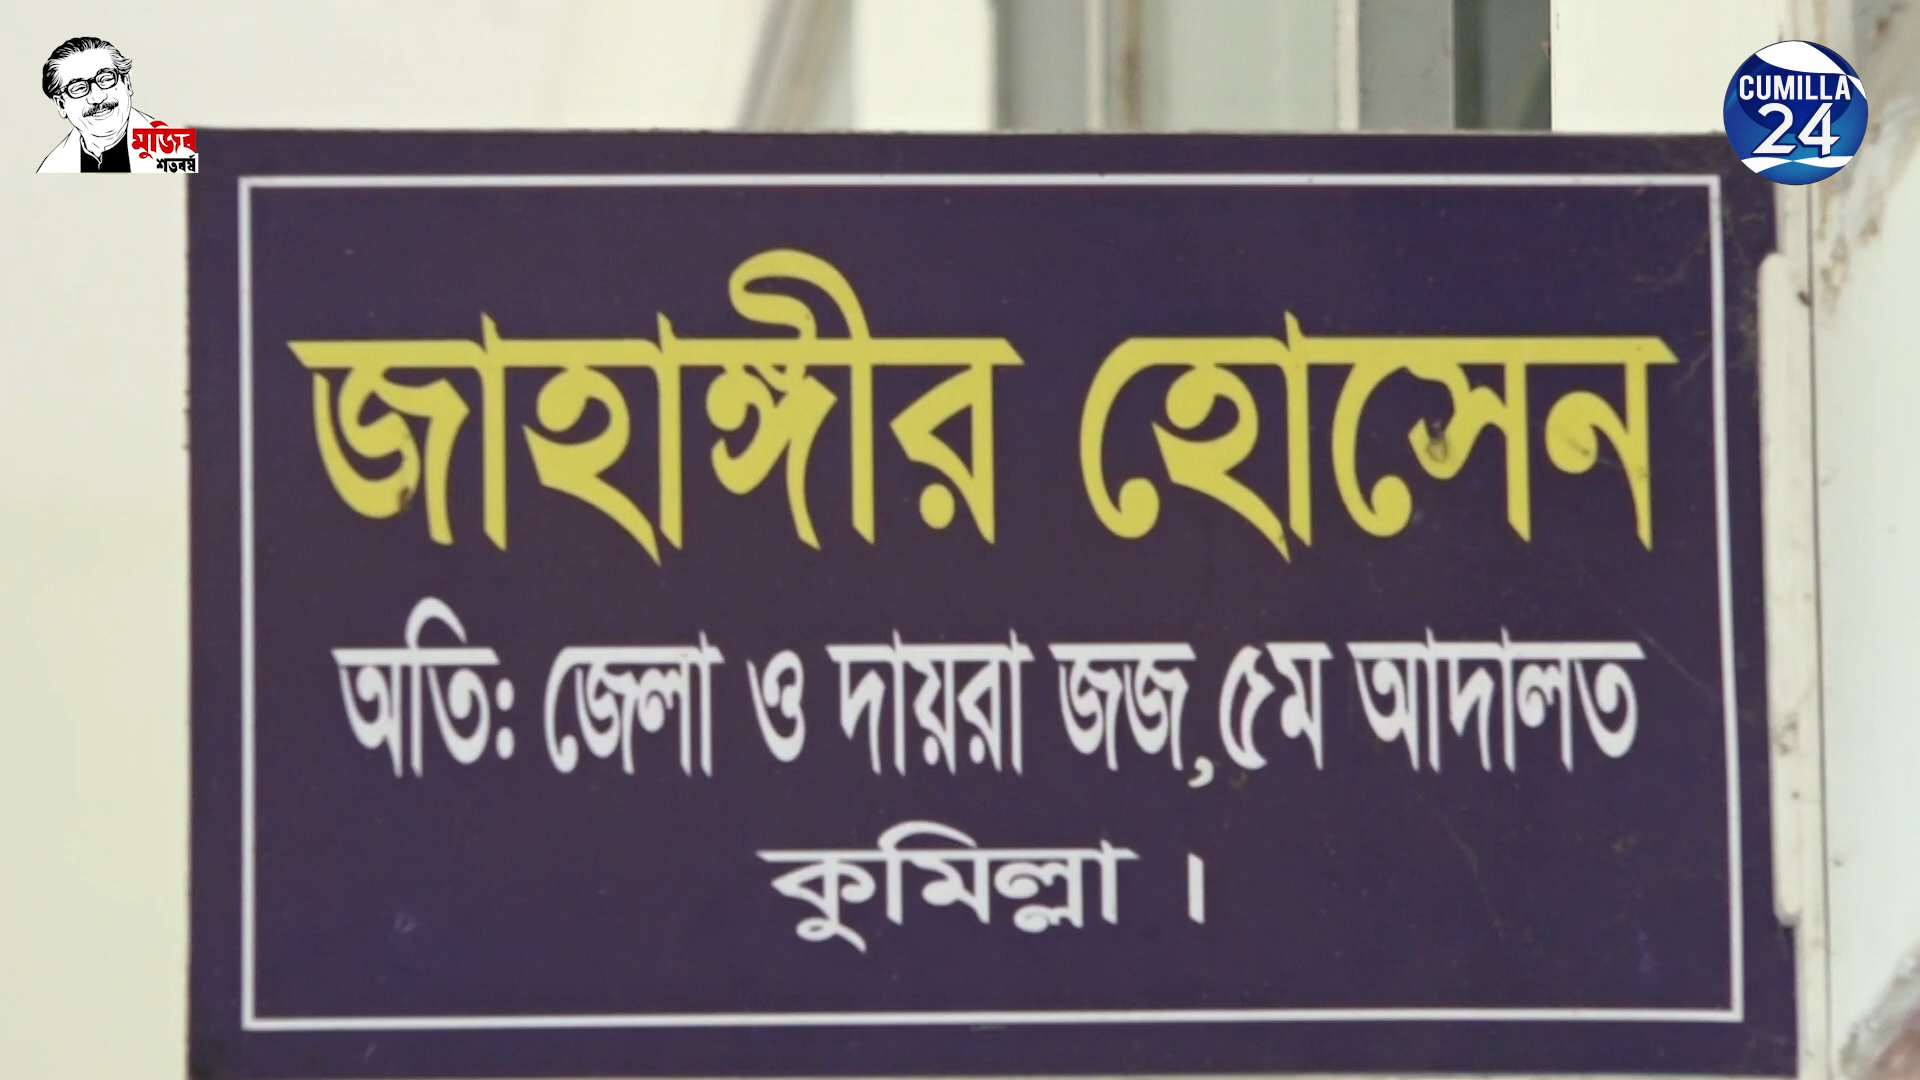 মুজিব
শতবর্ষ
CUMILLA
24
জাহাঙ্গীর হোসেন
অতি: জেলা ও দায়রা জজ,৫ম আদালত
কুমিল্লা ।